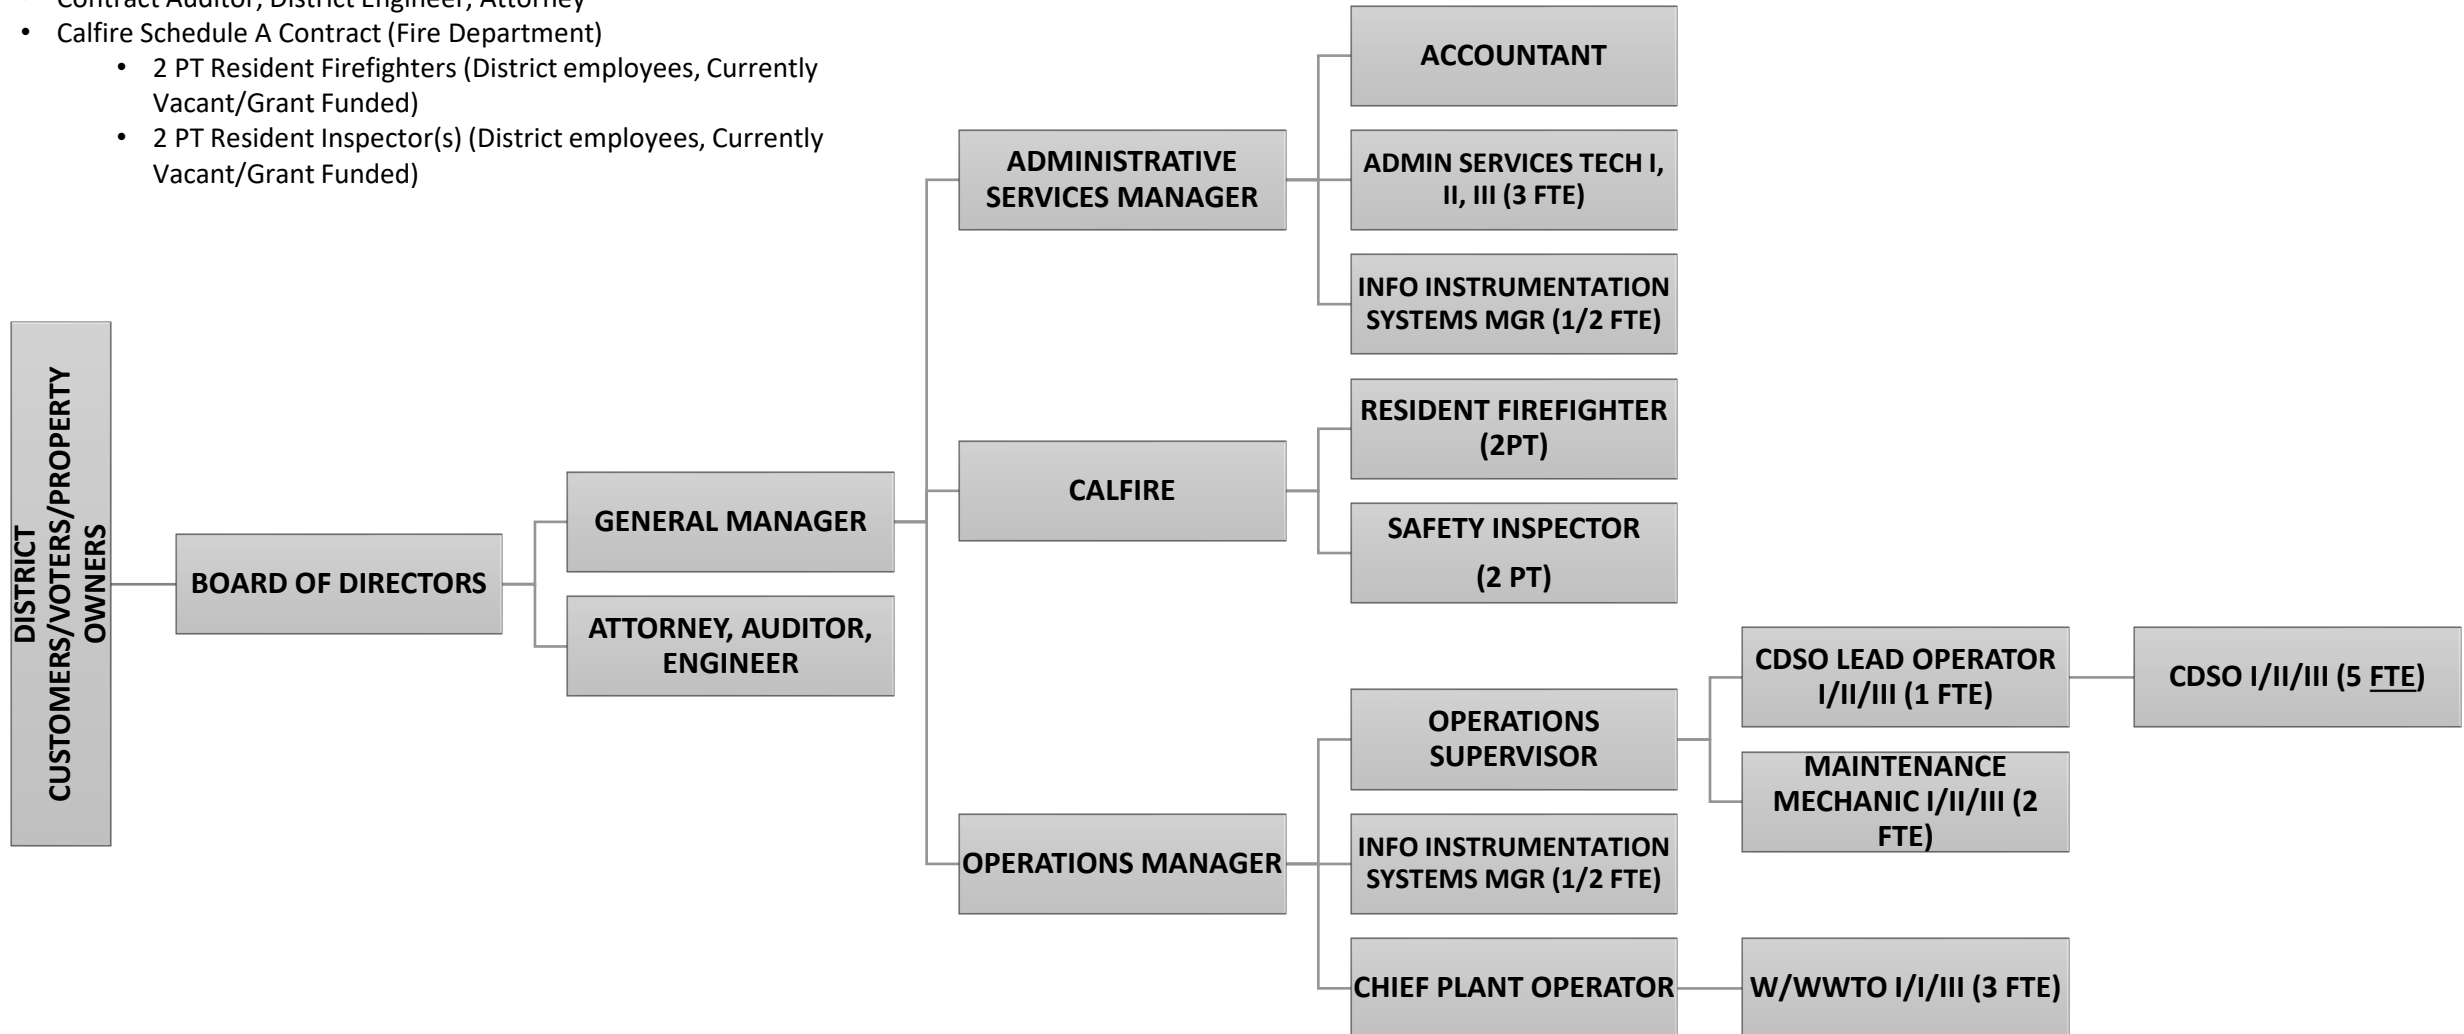 Contract Auditor, District Engineer, Attorney
• Calfire Schedule A Contract (Fire Department)
• 2 PT Resident Firefighters (District employees, Currently
Vacant/Grant Funded)
• 2 PT Resident Inspector(s) (District employees, Currently
Vacant/Grant Funded)
DISTRICT
CUSTOMERS/VOTERS/PROPERTY
OWNERS
BOARD OF DIRECTORS
GENERAL MANAGER
ATTORNEY, AUDITOR,
ENGINEER
ADMINISTRATIVE
SERVICES MANAGER
ACCOUNTANT
ADMIN SERVICES TECH I,
II, III (3 FTE)
INFO INSTRUMENTATION
SYSTEMS MGR (1/2 FTE)
CALFIRE
RESIDENT FIREFIGHTER
(2PT)
SAFETY INSPECTOR
(2 PT)
OPERATIONS MANAGER
OPERATIONS
SUPERVISOR
CDSO LEAD OPERATOR
I/II/III (1 FTE)
CDSO I/II/III (5 FTE)
MAINTENANCE
MECHANIC I/II/III (2
FTE)
INFO INSTRUMENTATION
SYSTEMS MGR (1/2 FTE)
CHIEF PLANT OPERATOR
W/WWTO I/I/III (3 FTE)